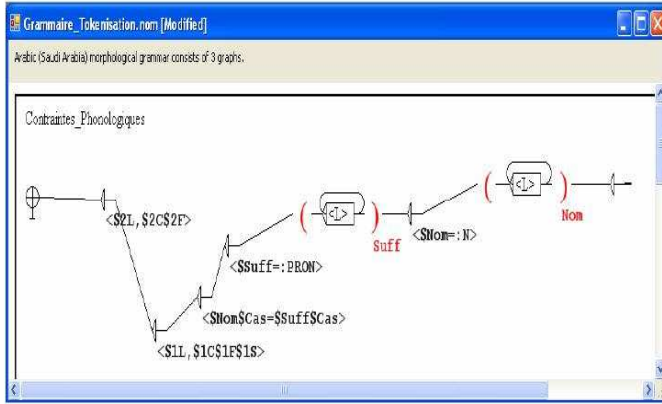 Grammaire_Tokenisation.nom [Modified]
Arabic (Saudi Arabia) morphological grammar consists of 3 graphs.
Contraintes_Phonologiques
<L>
<L>
<$2L,$2C$2F>
Suff
<$Nom=:N>
Nom
<$Suff=:PRON>
<$Nom$Cas=$Suff$Cas>
<$1L,$1C$1F$1S>